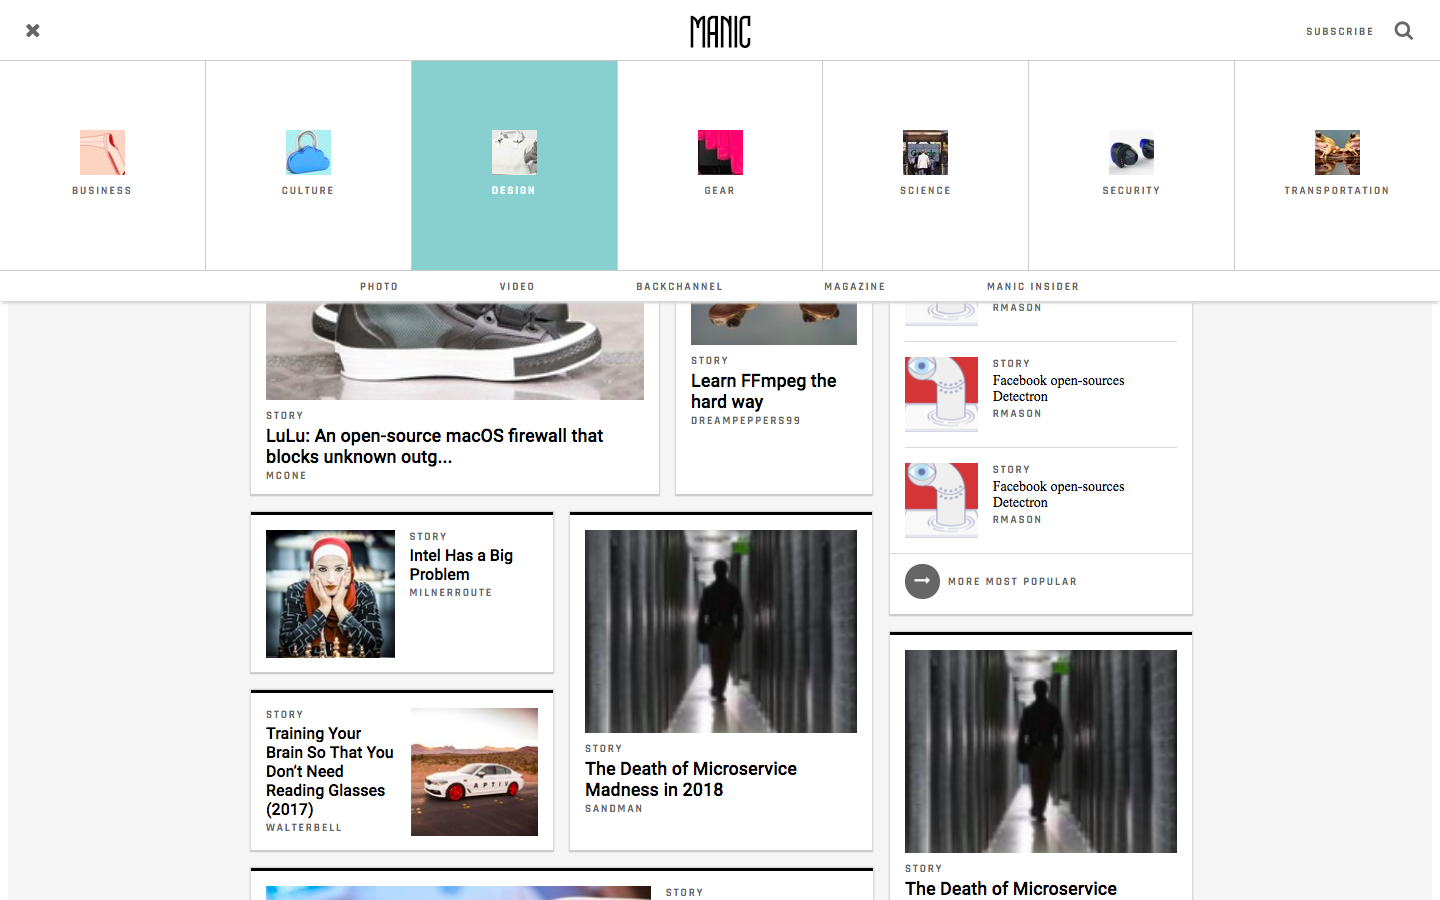 MANIC
SUBSCRIBE
BUSINESS
CULTURE
DESIGN
GEAR
SCIENCE
SECURITY
TRANSPORTATION
PHOTO
VIDEO
BACKCHANNEL
MAGAZINE
MANIC INSIDER
STORY
LuLu: An open-source macOS firewall that
blocks unknown outg...
MCONE
STORY
Learn FFmpeg the
hard way
DREAMPEPPERS99
RMASON
STORY
Facebook open-sources
Detectron
RMASON
STORY
Facebook open-sources
Detectron
RMASON
MORE MOST POPULAR
STORY
Intel Has a Big
Problem
MILNERROUTE
STORY
Training Your
Brain So That You
Don't Need
Reading Glasses
(2017)
WALTERBELL
APTIV
STORY
The Death of Microservice
Madness in 2018
SANDMAN
STORY
The Death of Microservice
STORY